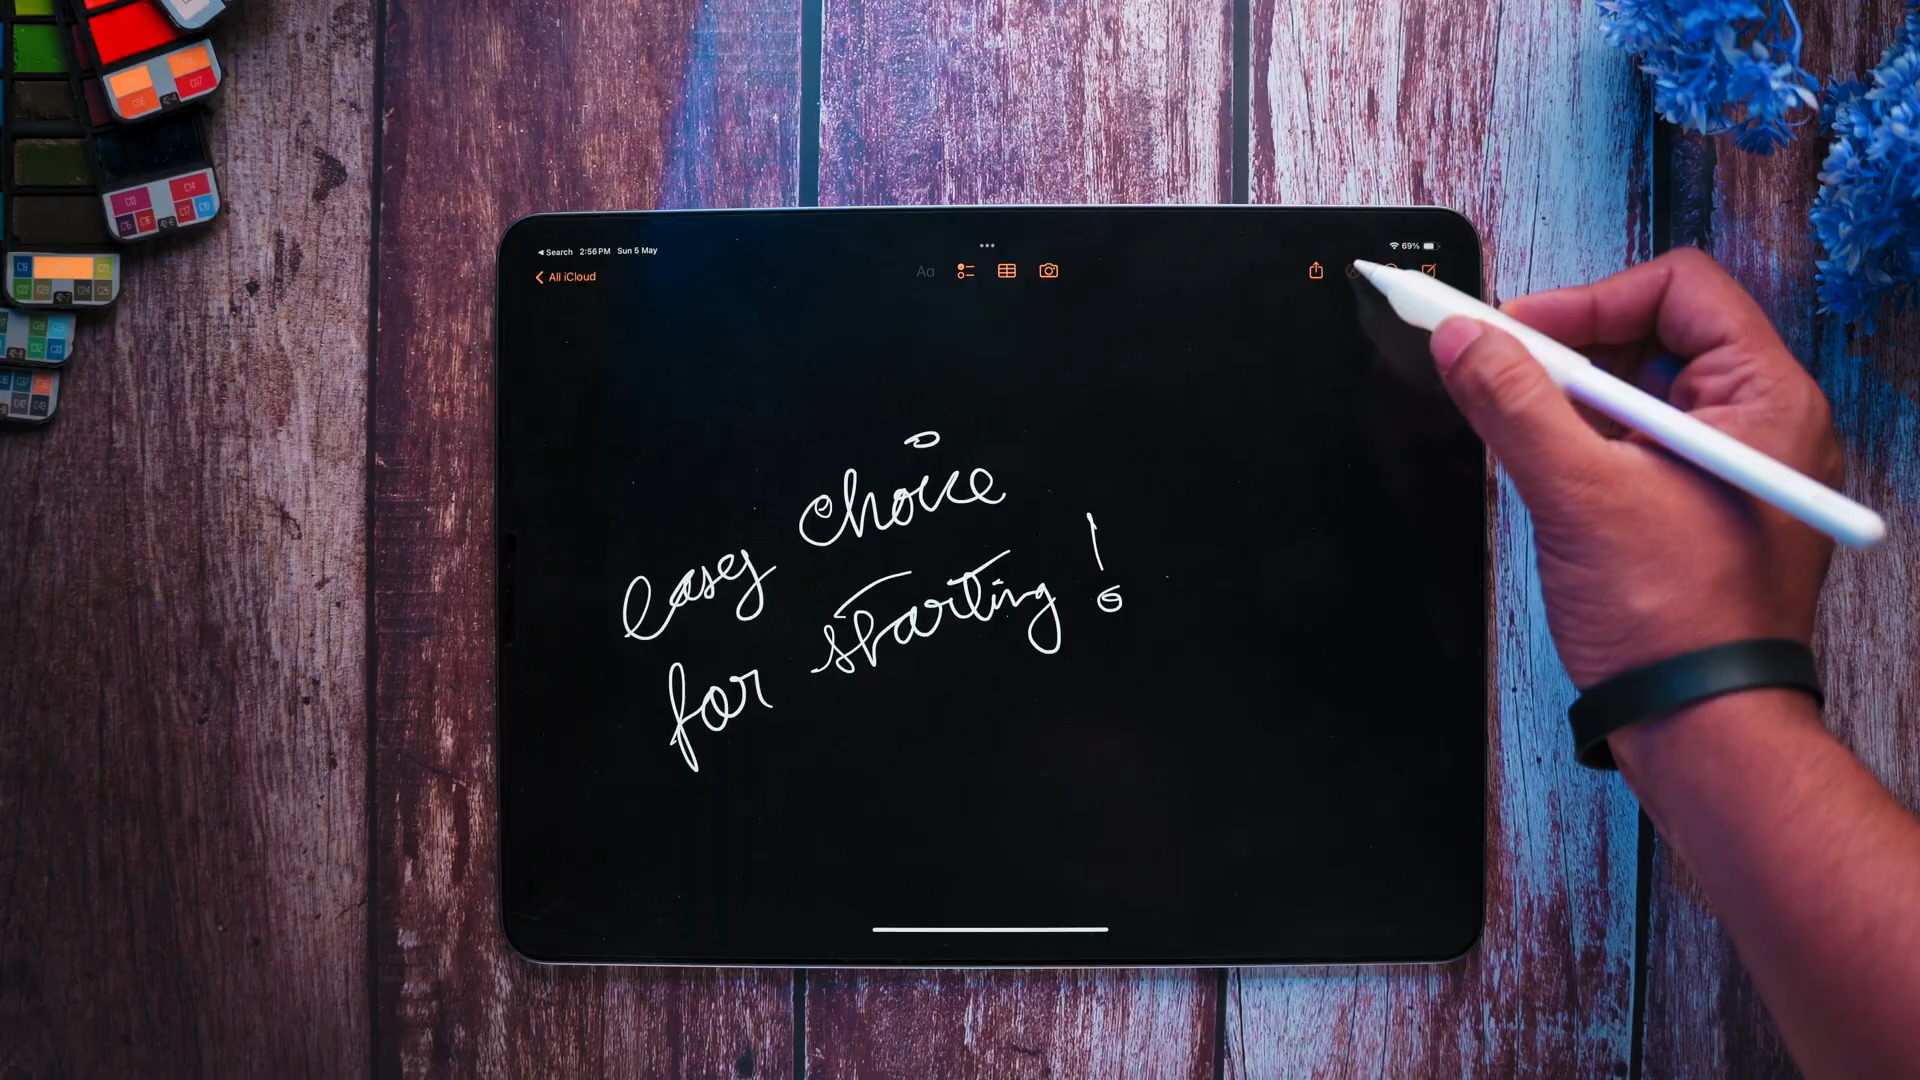 Search 2:56 PM Sun 5 May
69%
All iCloud
Aa
easy choice
for starting!